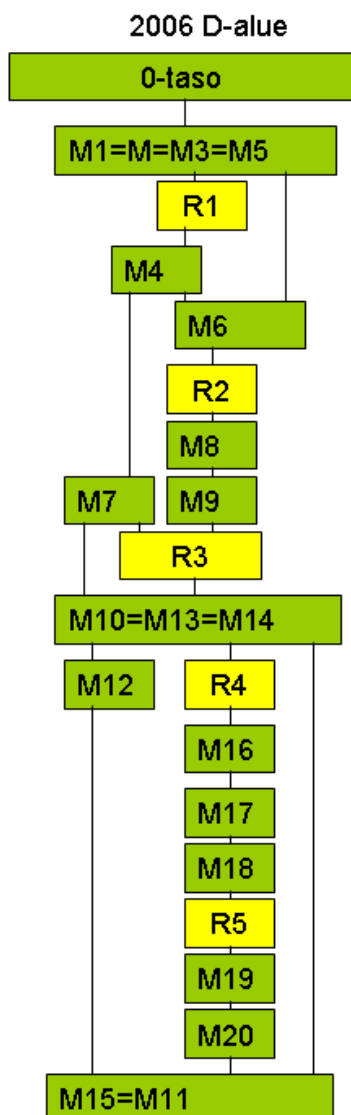 2006 D-alue
0-taso
M1=M=M3=M5
R1
M4
M6
R2
M8
M7
M9
R3
M10=M13=M14
M12
R4
M16
M17
M18
R5
M19
M20
M15=M11